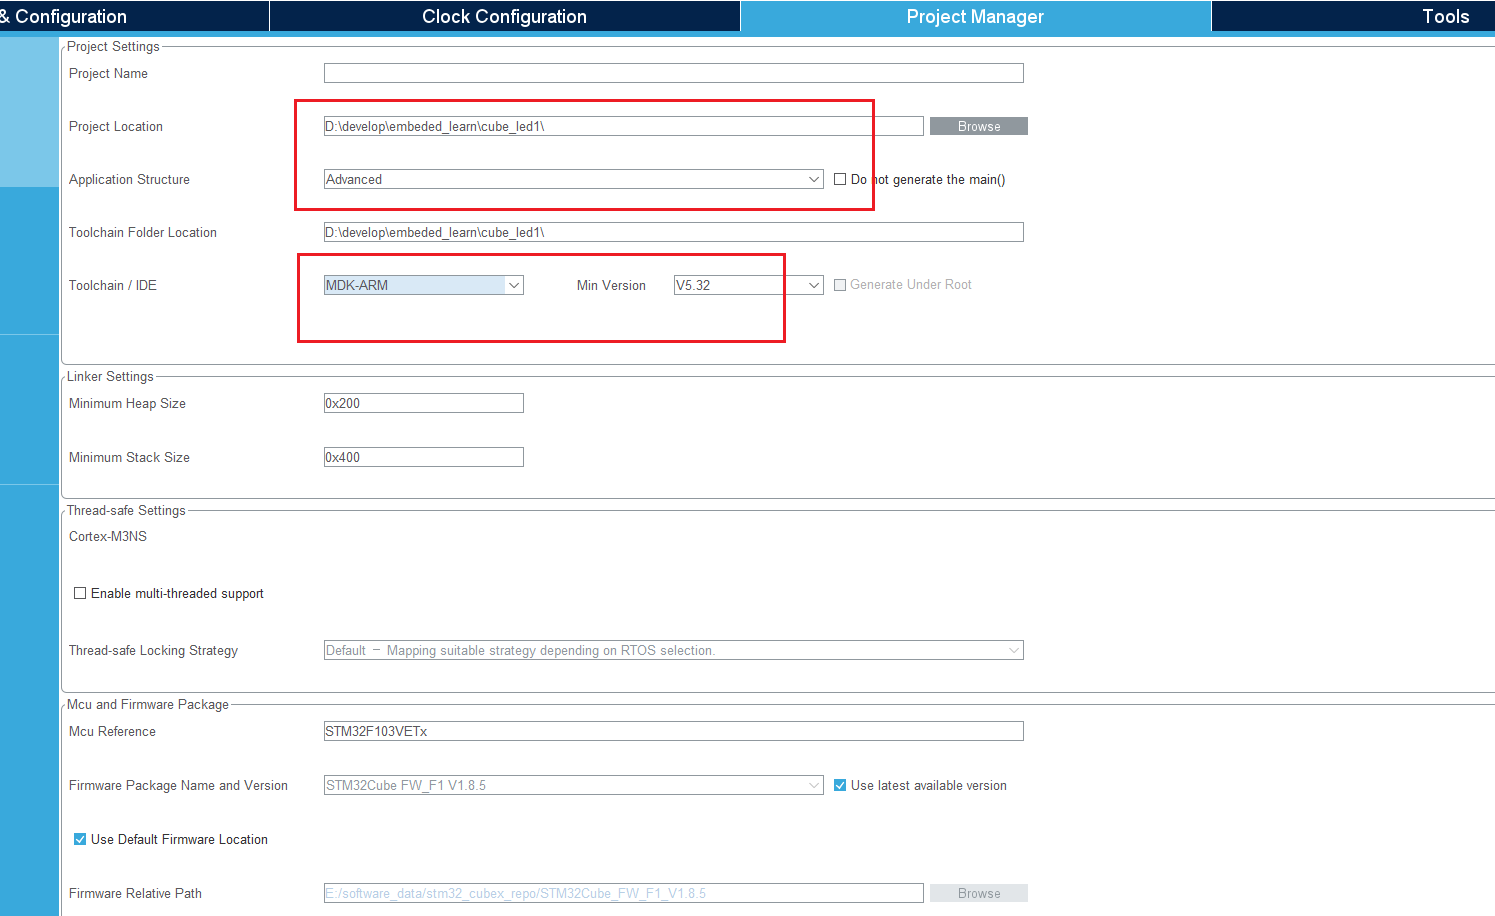 & Configuration
Clock Configuration
Project Manager
Tools
Project Settings
Project Name
Project Location
D:\develop\embeded_learn\cube_led1\
Browse
Application Structure
Advanced
Do not generate the main()
Toolchain Folder Location
D:\develop\embeded_learn\cube_led1\
Toolchain / IDE
MDK-ARM
Min Version
V5.32
Generate Under Root
Linker Settings
Minimum Heap Size
0x200
Minimum Stack Size
0x400
Thread-safe Settings
Cortex-M3NS
Enable multi-threaded support
Thread-safe Locking Strategy
Default – Mapping suitable strategy depending on RTOS selection.
Mcu and Firmware Package
Mcu Reference
STM32F103VETx
Firmware Package Name and Version
STM32Cube FW_F1 V1.8.5
Use latest available version
Use Default Firmware Location
Firmware Relative Path
E:/software_data/stm32_cubex_repo/STM32Cube_FW_F1_V1.8.5
Browse